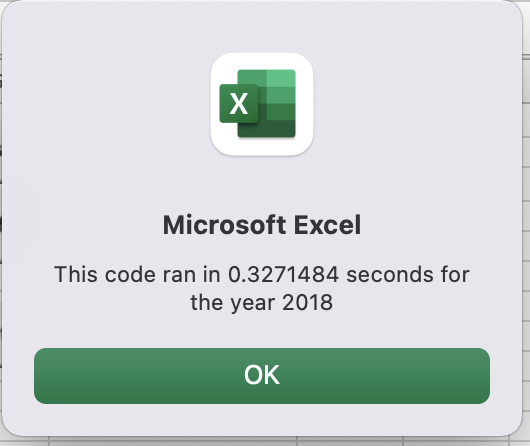 X
Microsoft Excel
This code ran in 0.3271484 seconds for
the year 2018
OK